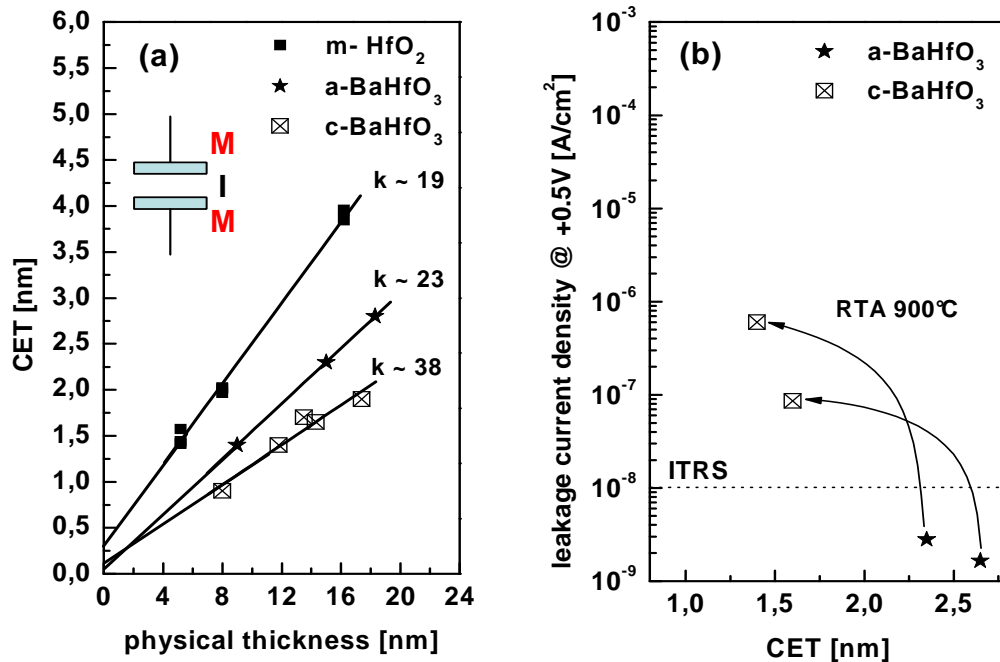 (a)
m- HfO2
a-BaHfO3
c-BaHfO3
M
I
M
k ~ 19
k ~ 23
k ~ 38
6,0
5,5
5,0
4,5
4,0
3,5
3,0
2,5
2,0
1,5
1,0
0,5
0,0
CET [nm]
0 4 8 12 16 20 24
physical thickness [nm]
(b)
a-BaHfO3
c-BaHfO3
RTA 900°C
ITRS
10^-3
10^-4
10^-5
10^-6
10^-7
10^-8
10^-9
leakage current density @ +0.5V [A/cm^2]
1,0 1,5 2,0 2,5
CET [nm]